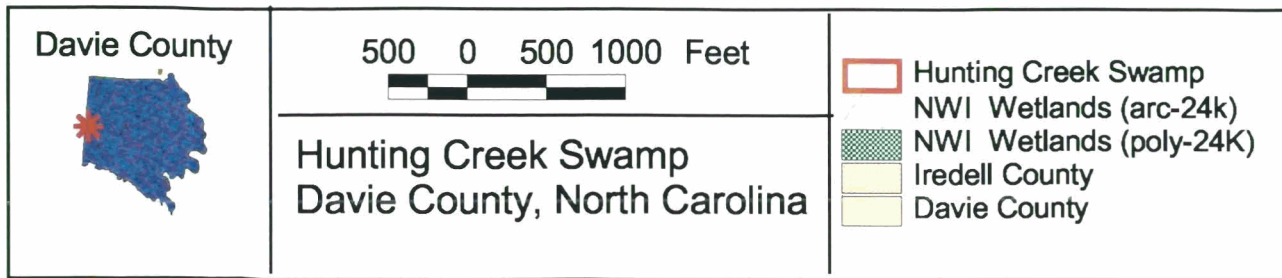 Davie County
500 0 500 1000 Feet
Hunting Creek Swamp
Davie County, North Carolina
Hunting Creek Swamp
NWI Wetlands (arc-24k)
NWI Wetlands (poly-24K)
Iredell County
Davie County